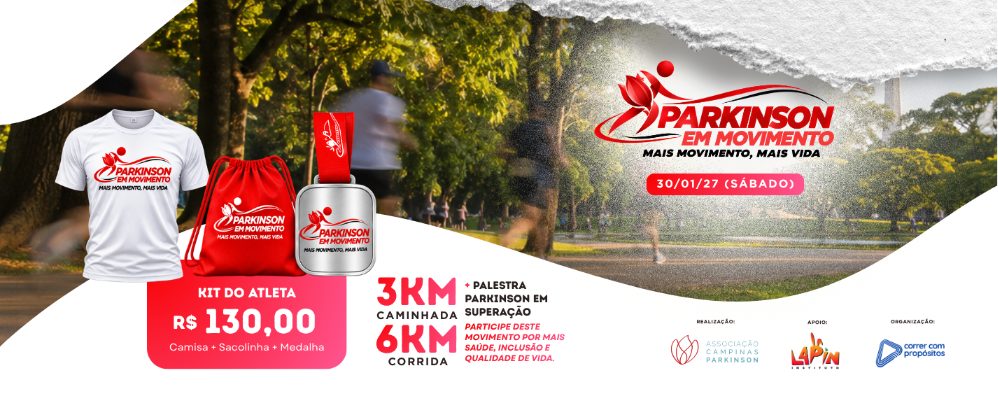 PARKINSON
EM MOVIMENTO
MAIS MOVIMENTO, MAIS VIDA
30/01/27 (SÁBADO)
PARKINSON
EM MOVIMENTO
MAIS MOVIMENTO, MAIS VIDA
PARKINSON
EM MOVIMENTO
MAIS MOVIMENTO, MAIS VIDA
PARKINSON
EM MOVIMENTO
MAIS MOVIMENTO, MAIS VIDA
KIT DO ATLETA
R$ 130,00
Camisa + Sacolinha + Medalha
3KM
CAMINHADA
+ PALESTRA
PARKINSON EM
SUPERAÇÃO
6KM
CORRIDA
PARTICIPE DESTE
MOVIMENTO POR MAIS
SAÚDE, INCLUSÃO E
QUALIDADE DE VIDA.
REALIZAÇÃO:
ASSOCIAÇÃO
CAMPINAS
PARKINSON
APOIO:
LAPIN
INSTITUTO
ORGANIZAÇÃO:
correr com
propósitos